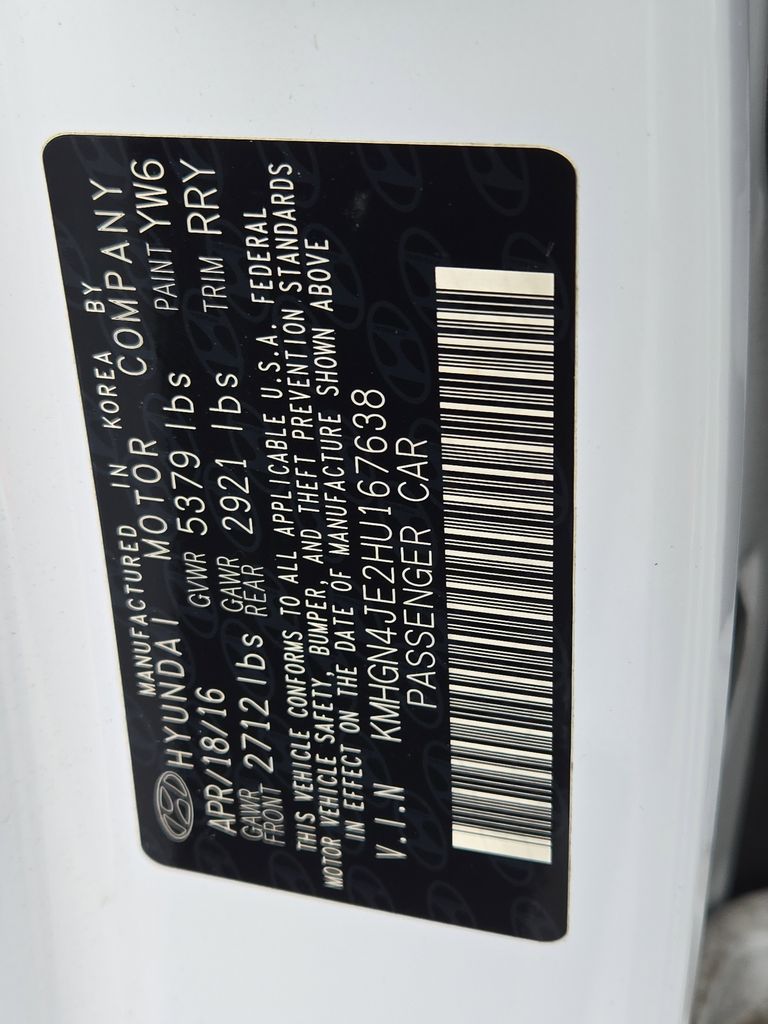 MANUFACTURED IN KOREA BY
HYUNDAI MOTOR COMPANY
APR/18/16 GVWR 5379 lbs PAINT YW6
GAWR FRONT 2712 lbs GAWR REAR 2921 lbs TRIM RRY
THIS VEHICLE CONFORMS TO ALL APPLICABLE U.S.A. FEDERAL
MOTOR VEHICLE SAFETY, BUMPER, AND THEFT PREVENTION STANDARDS
IN EFFECT ON THE DATE OF MANUFACTURE SHOWN ABOVE
V.I.N KMHGN4JE2HU167638
PASSENGER CAR